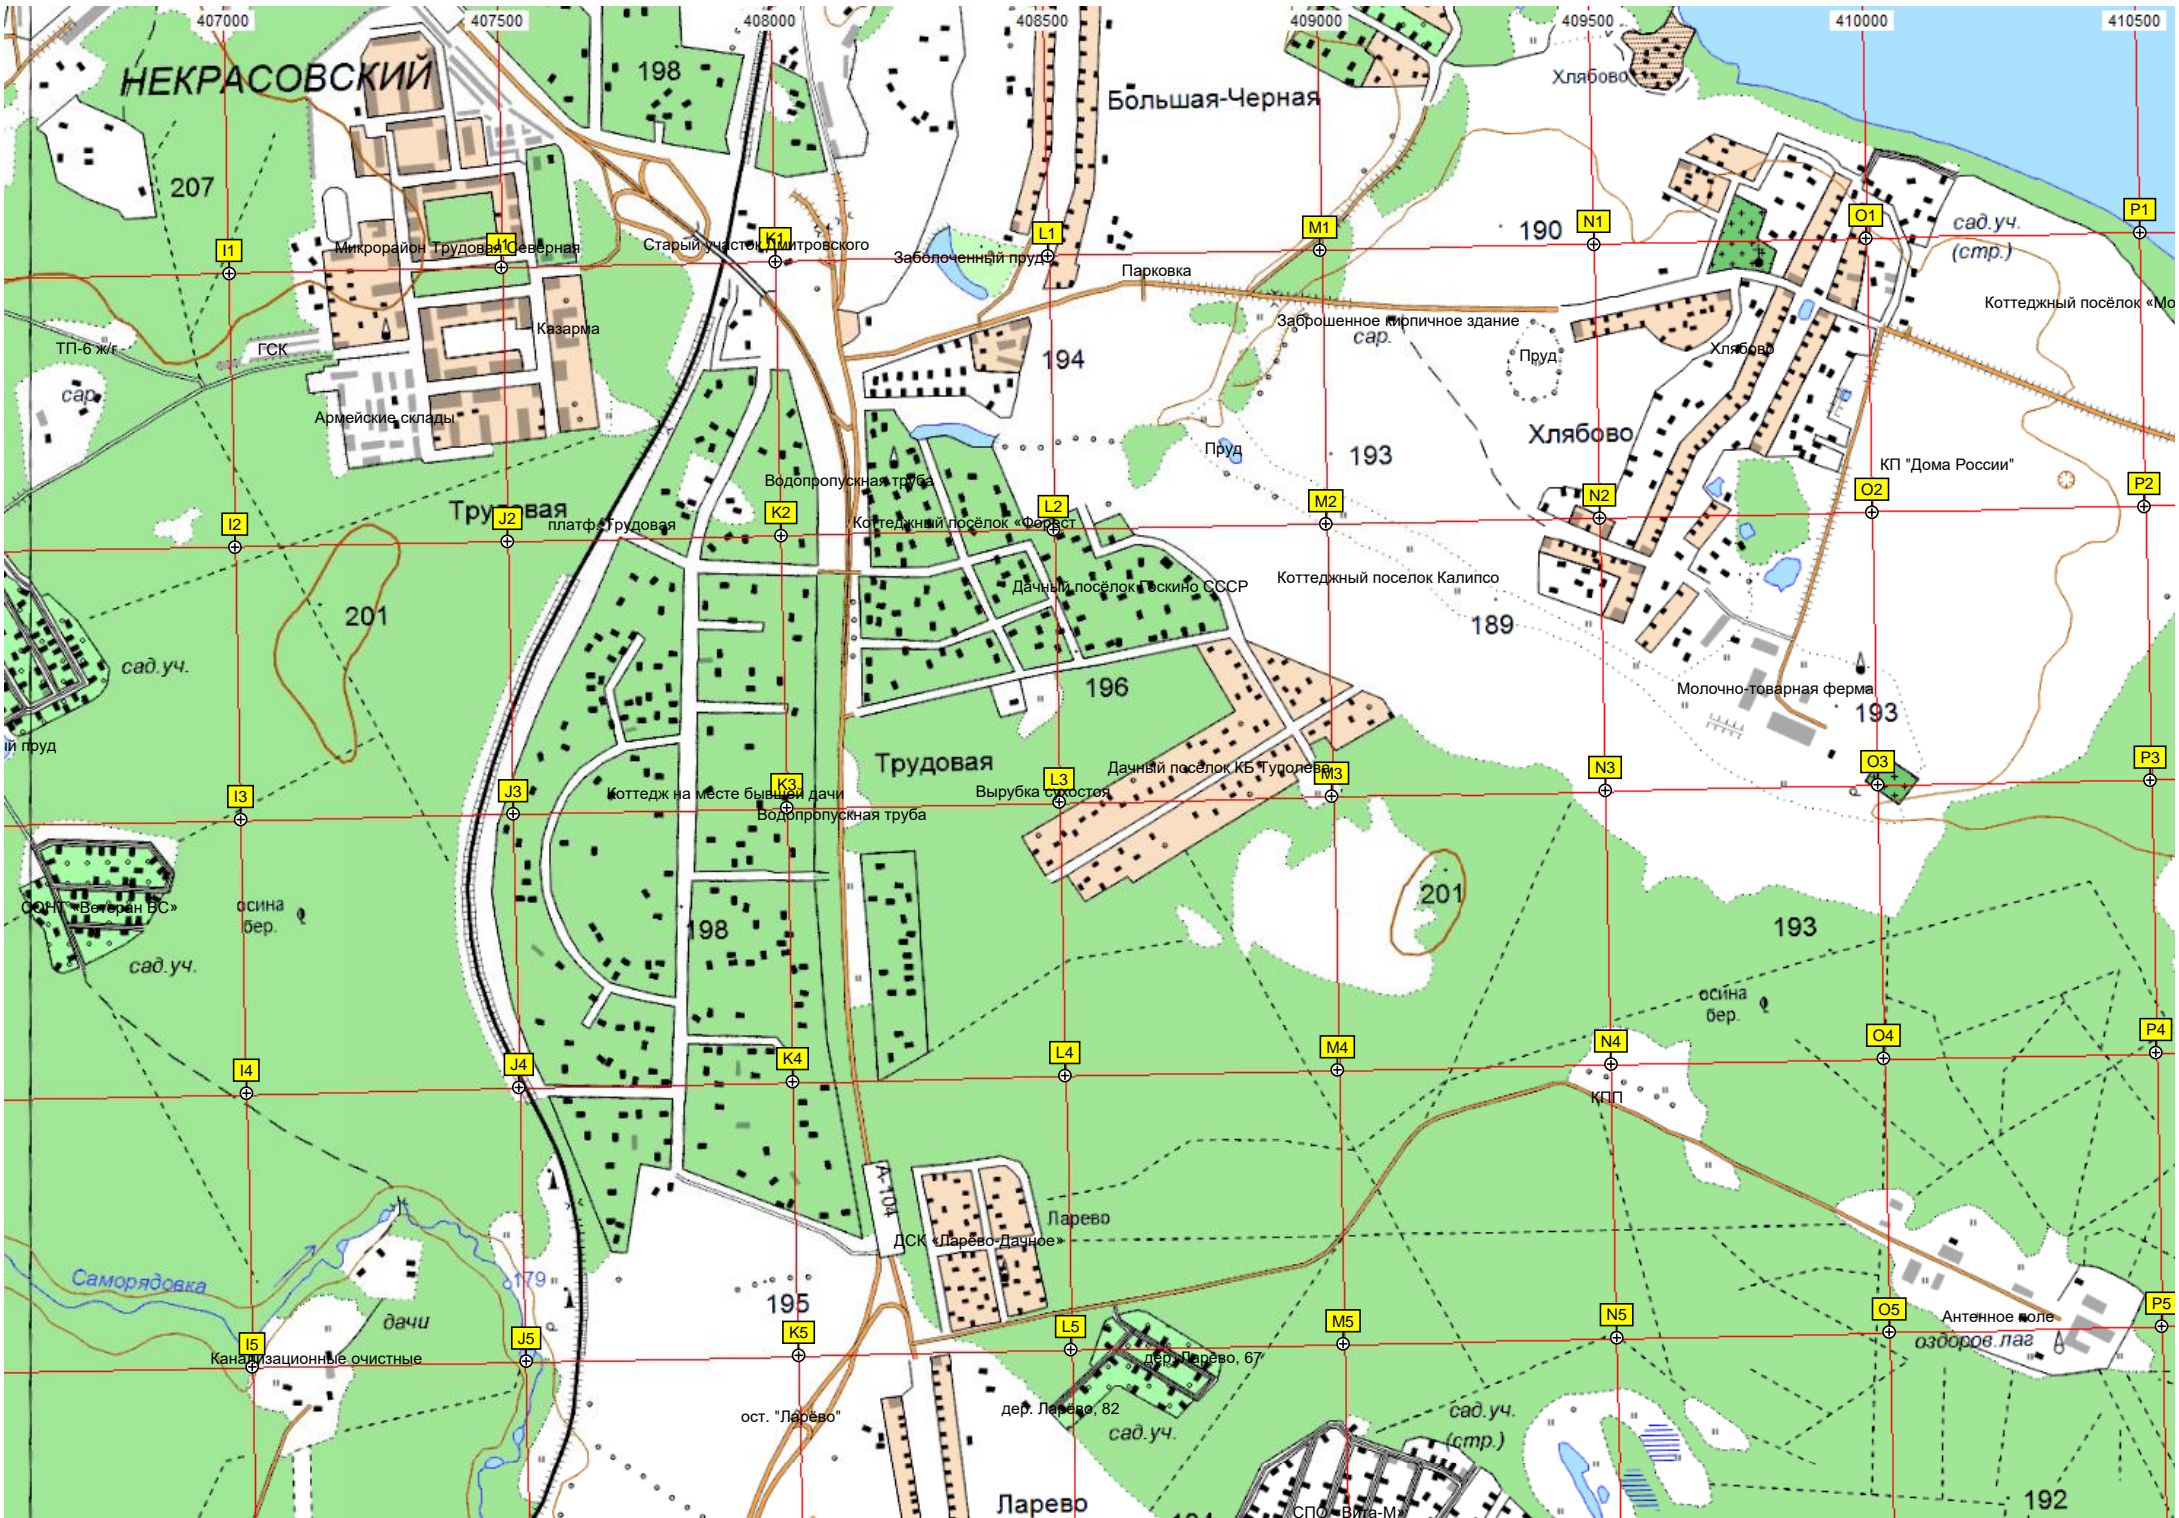 407000
407500
408000
408500
409000
409500
410000
410500
НЕКРАСОВСКИЙ
198
Большая-Черная
Хлябово
207
190
сад.уч.
(стр.)
I1
J1
K1
L1
M1
N1
O1
P1
Микрорайон Трудовая-Северная
Старый участок Дмитровского
Заболоченный пруд
Парковка
Коттеджный посёлок «Мо
Казарма
Заброшенное кирпичное здание
сар.
ТП-6 ж/г
ГСК
194
Пруд
Хлябово
сар.
Армейские склады
Хлябово
Пруд
193
КП "Дома России"
Водопропускная труба
Трудовая
платф. Трудовая
Коттеджный посёлок «Форест
I2
J2
K2
L2
M2
N2
O2
P2
Дачный посёлок Госкино СССР
Коттеджный поселок Калипсо
201
189
сад.уч.
196
Молочно-товарная ферма
193
й пруд
Трудовая
Дачный посёлок КБ Туполева
I3
J3
K3
L3
M3
N3
O3
P3
Коттедж на месте бывшей дачи
Вырубка сухостоя
Водопропускная труба
201
СОНТ «Ветеран ВС»
осина
бер.
198
193
сад.уч.
осина
бер.
I4
J4
K4
L4
M4
N4
O4
P4
КПП
А-104
Ларево
ДСК «Ларёво-Дачное»
Саморядовка
179
195
дачи
Антенное поле
оздоров.лаг
I5
J5
K5
L5
M5
N5
O5
P5
Канализационные очистные
дер. Ларёво, 67
ост. "Ларёво"
дер. Ларёво, 82
сад.уч.
сад.уч.
(стр.)
Ларево
СПО «Вита-М»
192